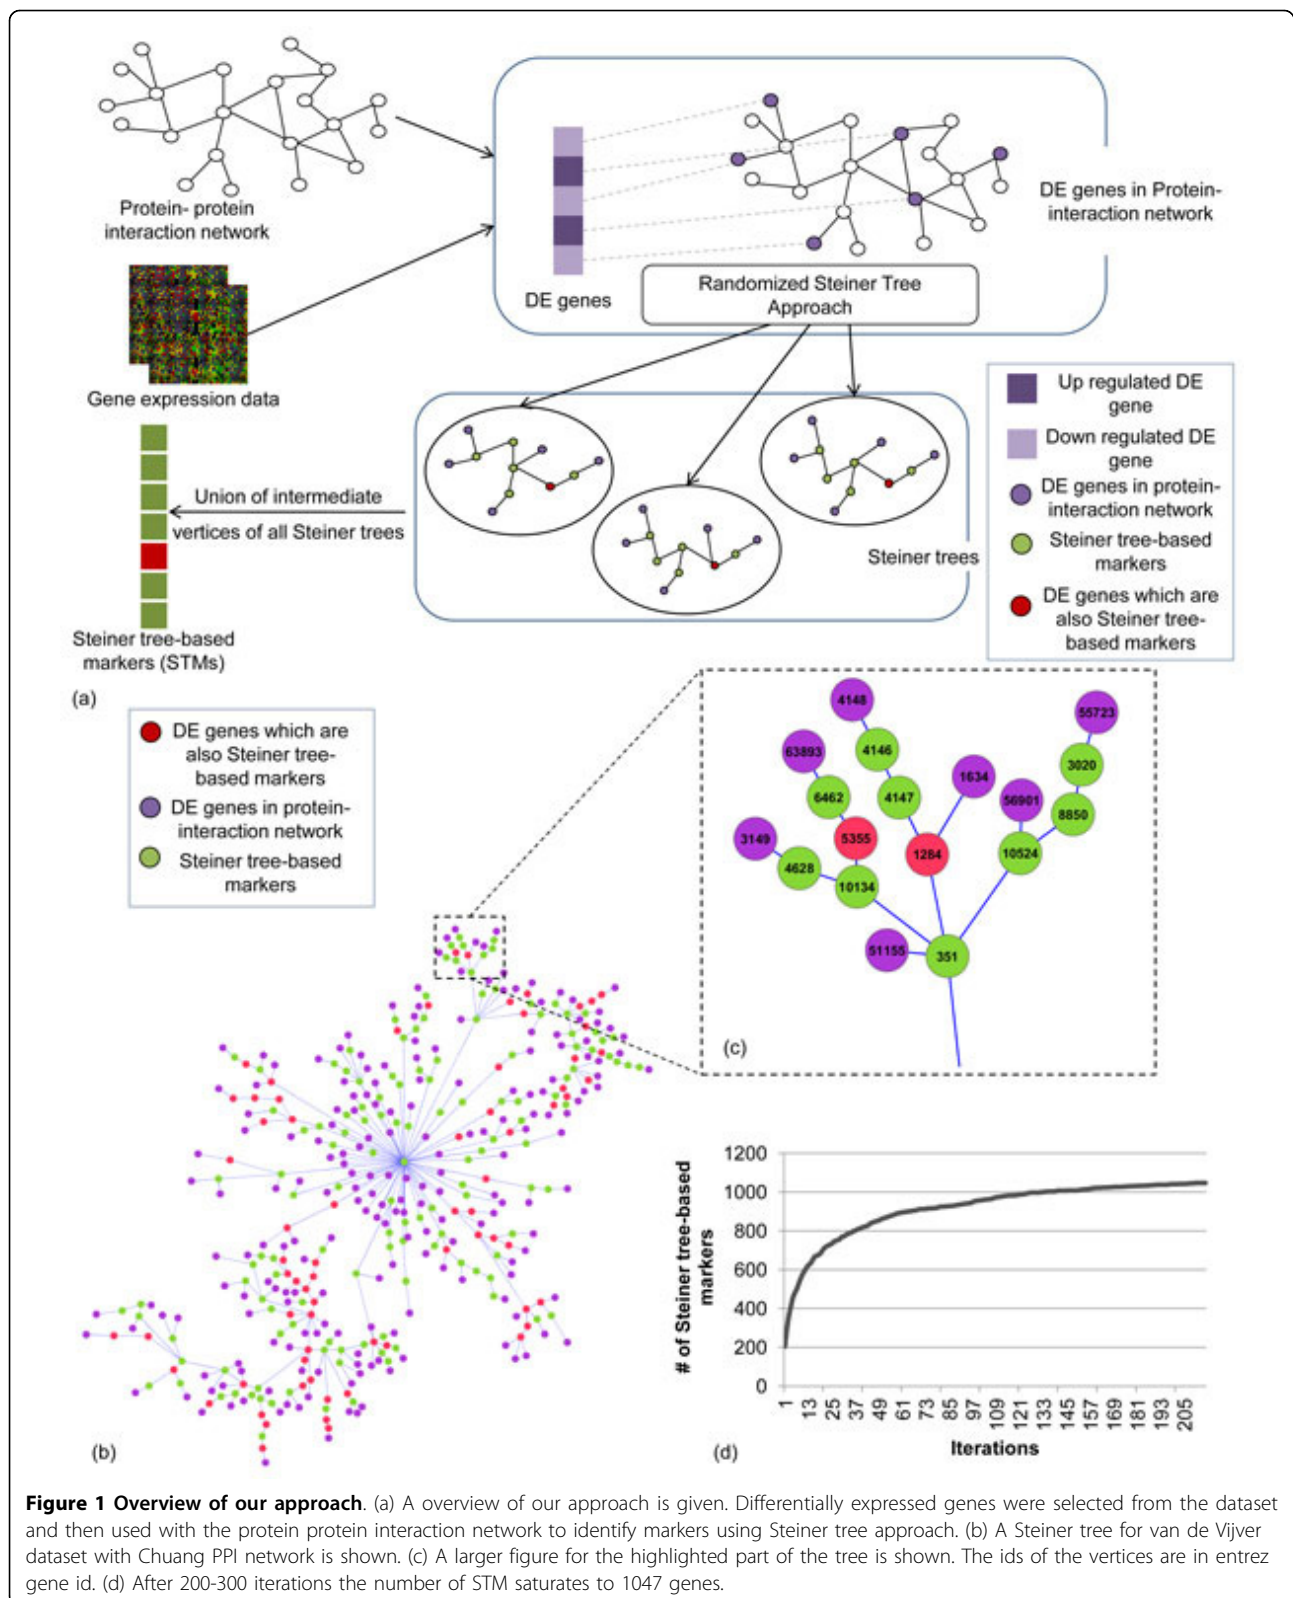 Protein- protein
interaction network
Gene expression data
DE genes
Randomized Steiner Tree
Approach
DE genes in Protein-
interaction network
Up regulated DE
gene
Down regulated DE
gene
DE genes in protein-
interaction network
Steiner tree-based
markers
DE genes which are
also Steiner tree-
based markers
Steiner trees
Union of intermediate
vertices of all Steiner trees
Steiner tree-based
markers (STMs)
(a)
DE genes which are
also Steiner tree-
based markers
DE genes in protein-
interaction network
Steiner tree-based
markers
4148
55723
63893
4146
3020
1634
6462
4147
56901
8850
3149
5355
1284
10524
4628
10134
51155
351
(c)
(b)
# of Steiner tree-based
markers
1200
1000
800
600
400
200
0
1 13 25 37 49 61 73 85 97 109 121 133 145 157 169 181 193 205
Iterations
(d)
Figure 1 Overview of our approach. (a) A overview of our approach is given. Differentially expressed genes were selected from the dataset
and then used with the protein protein interaction network to identify markers using Steiner tree approach. (b) A Steiner tree for van de Vijver
dataset with Chuang PPI network is shown. (c) A larger figure for the highlighted part of the tree is shown. The ids of the vertices are in entrez
gene id. (d) After 200-300 iterations the number of STM saturates to 1047 genes.